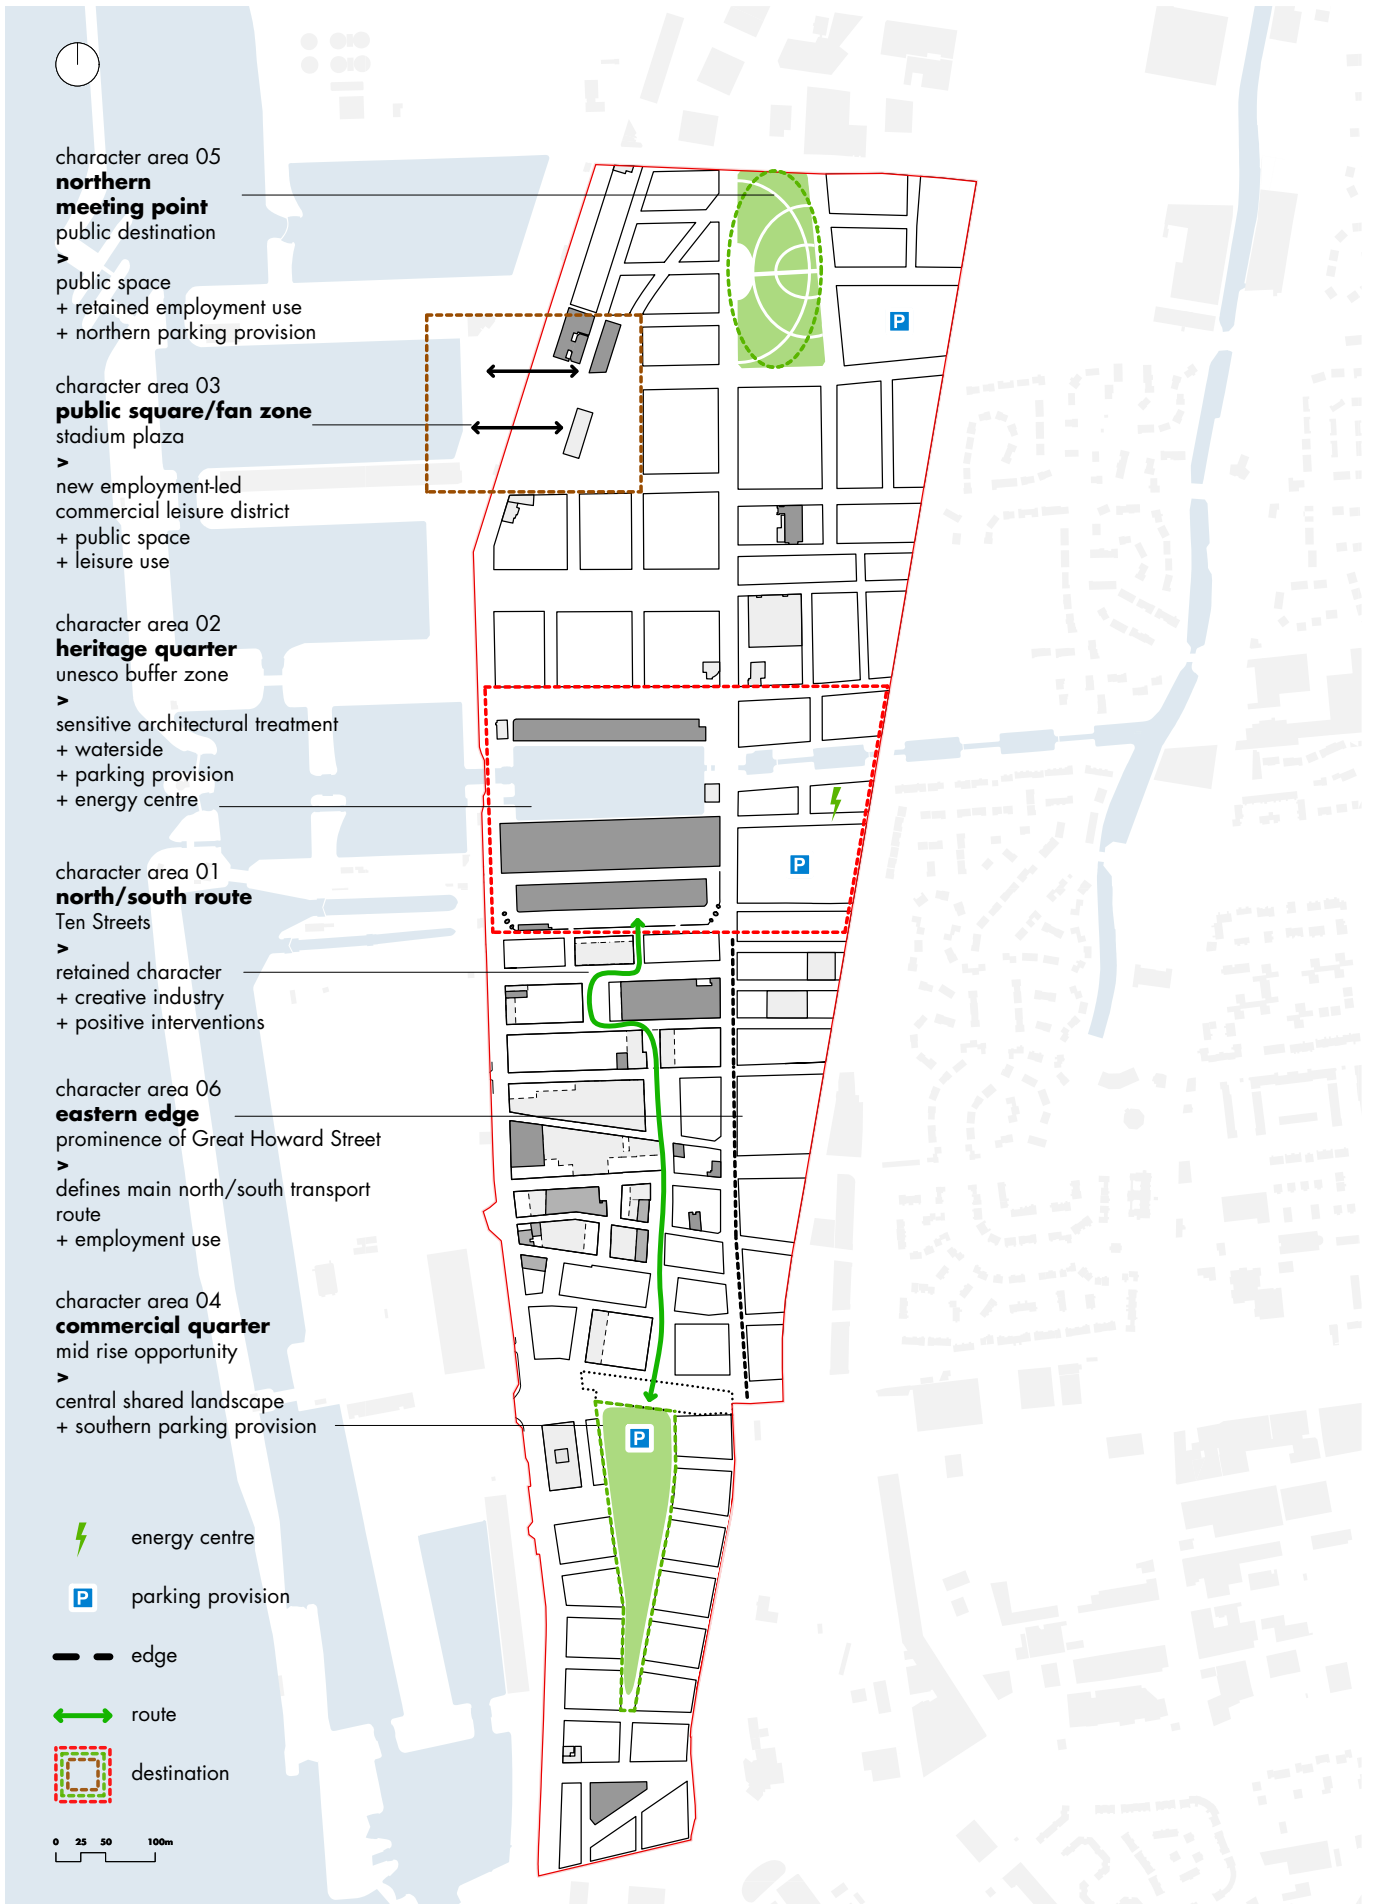 character area 05
northern
meeting point
public destination
>
public space
+ retained employment use
+ northern parking provision
character area 03
public square/fan zone
stadium plaza
>
new employment-led
commercial leisure district
+ public space
+ leisure use
character area 02
heritage quarter
unesco buffer zone
>
sensitive architectural treatment
+ waterside
+ parking provision
+ energy centre
character area 01
north/south route
Ten Streets
>
retained character
+ creative industry
+ positive interventions
character area 06
eastern edge
prominence of Great Howard Street
>
defines main north/south transport
route
+ employment use
character area 04
commercial quarter
mid rise opportunity
>
central shared landscape
+ southern parking provision
energy centre
P parking provision
edge
route
destination
0 25 50 100m
P
P
P